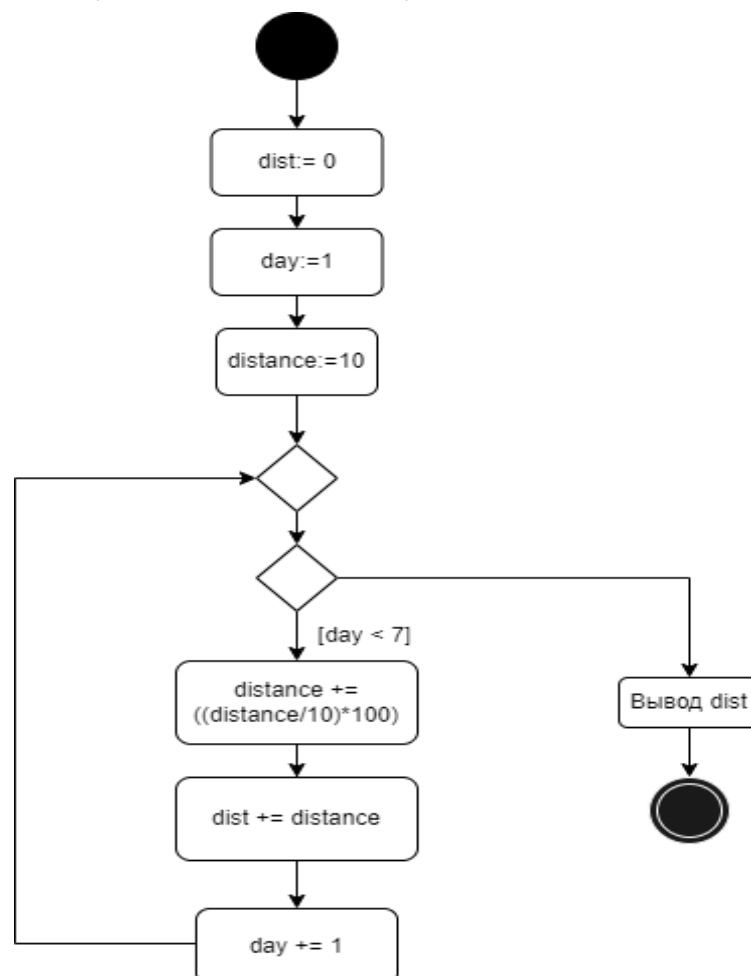 dist:= 0
day:=1
distance:=10
[day < 7]
distance +=
((distance/10)*100)
Вывод dist
dist += distance
day += 1